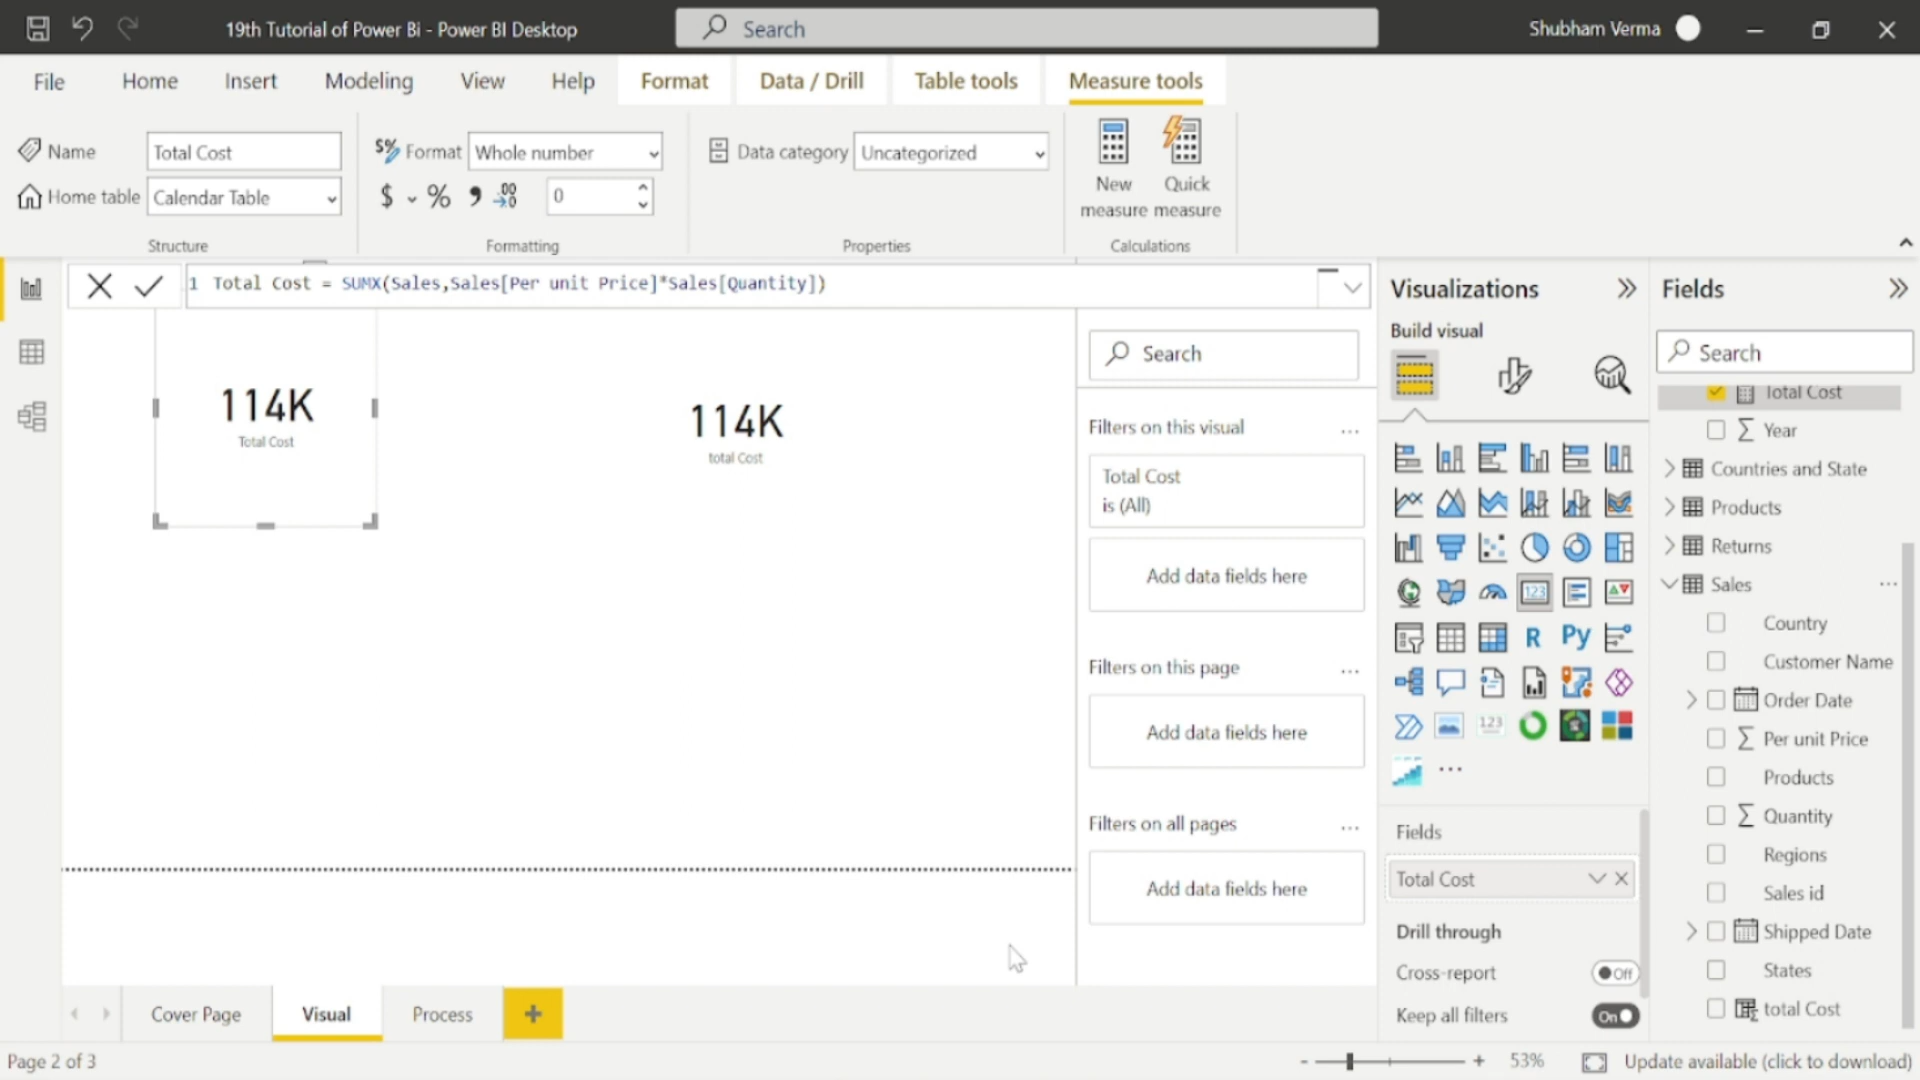 19th Tutorial of Power Bi - Power BI Desktop
Search
Shubham Verma
File
Home
Insert
Modeling
View
Help
Format
Data / Drill
Table tools
Measure tools
Name
Total Cost
Home table
Calendar Table
Structure
Format
Whole number
$
%
0
Formatting
Data category
Uncategorized
Properties
New measure
Quick measure
Calculations
1 Total Cost = SUMX(Sales,Sales[Per unit Price]*Sales[Quantity])
114K
Total Cost
114K
total Cost
Search
Filters on this visual
Total Cost
is (All)
Add data fields here
Filters on this page
Add data fields here
Filters on all pages
Add data fields here
Visualizations
Build visual
123
R
Py
123
Fields
Total Cost
Drill through
Cross-report
Off
Keep all filters
On
Fields
Search
Total Cost
Year
Countries and State
Products
Returns
Sales
Country
Customer Name
Order Date
Per unit Price
Products
Quantity
Regions
Sales id
Shipped Date
States
total Cost
Cover Page
Visual
Process
+
Page 2 of 3
- + 53%
Update available (click to download)